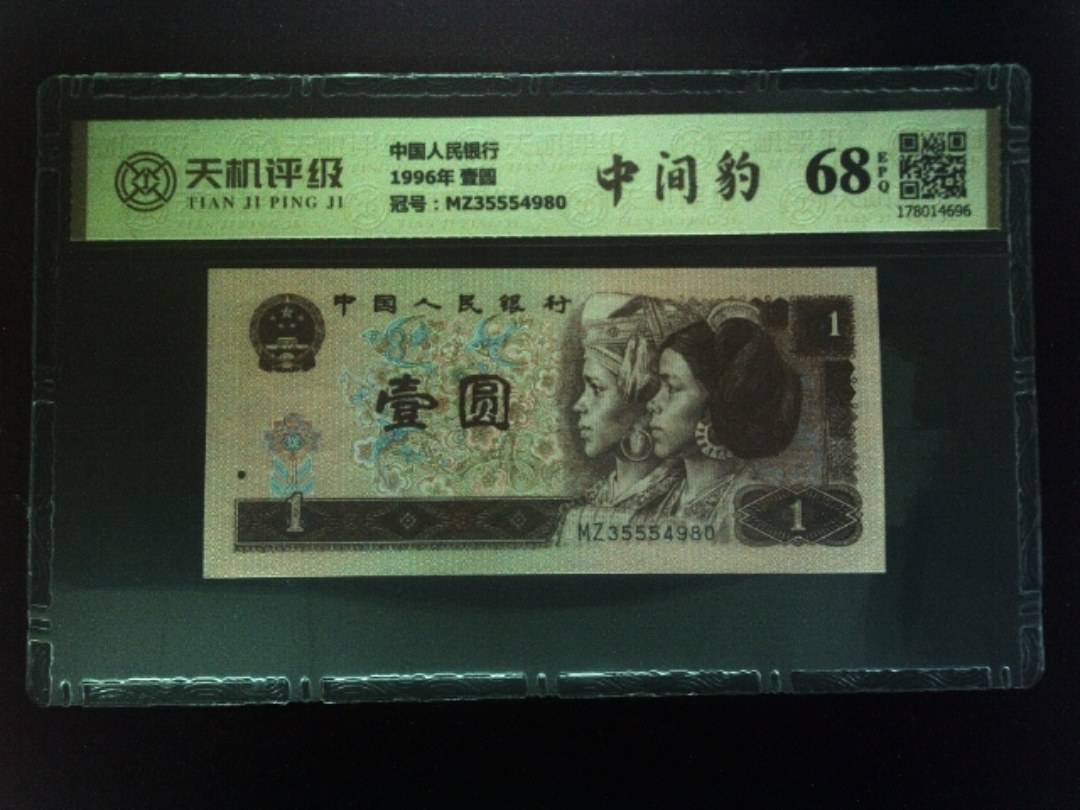 天机评级
TIAN JI PING JI
中国人民银行
1996年 壹圆
冠号：MZ35554980
中间豹
68
EPQ
178014696
中国人民银行
1
壹圆
1
MZ35554980
1